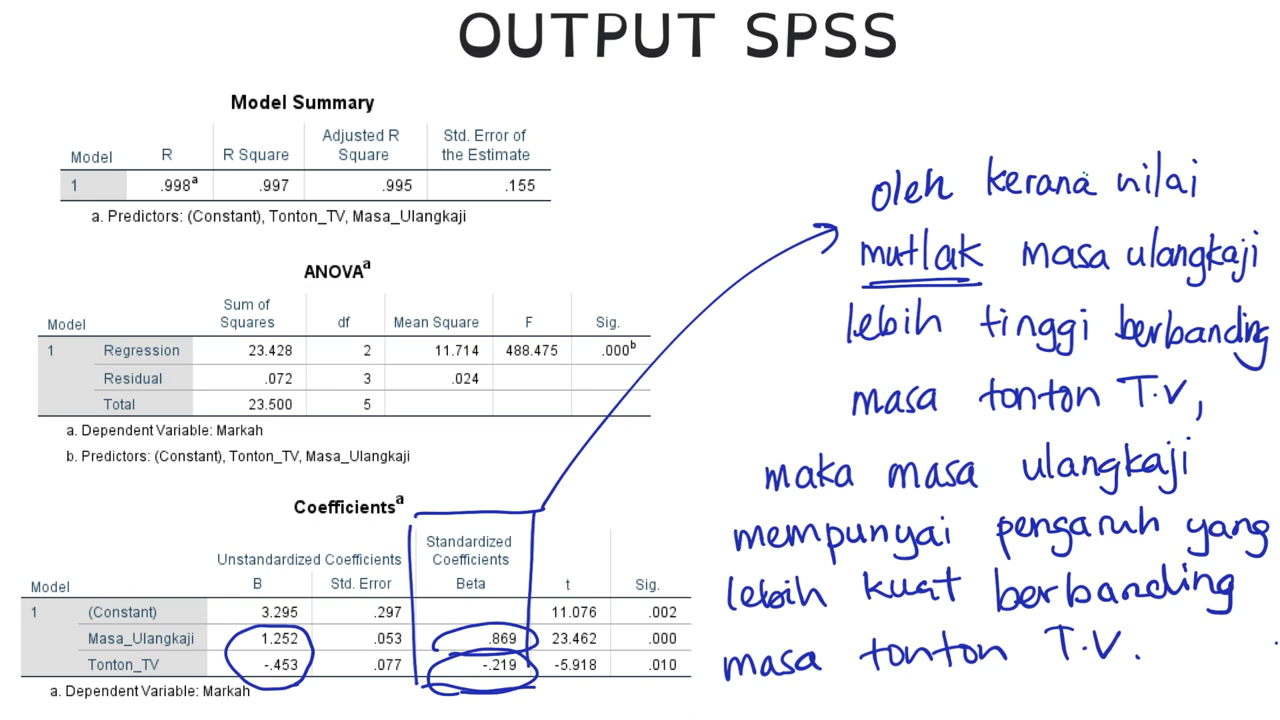 OUTPUT SPSS
Model Summary
Model R R Square Adjusted R Square Std. Error of the Estimate
1 .998a .997 .995 .155
a. Predictors: (Constant), Tonton_TV, Masa_Ulangkaji
ANOVAa
Model Sum of Squares df Mean Square F Sig.
1 Regression 23.428 2 11.714 488.475 .000b
Residual .072 3 .024
Total 23.500 5
a. Dependent Variable: Markah
b. Predictors: (Constant), Tonton_TV, Masa_Ulangkaji
Coefficientsa
Unstandardized Coefficients Standardized Coefficients
Model B Std. Error Beta t Sig.
1 (Constant) 3.295 .297 11.076 .002
Masa_Ulangkaji 1.252 .053 .869 23.462 .000
Tonton_TV -.453 .077 -.219 -5.918 .010
a. Dependent Variable: Markah
oleh kerana nilai
mutlak masa ulangkaji
lebih tinggi berbanding
masa tonton T.V,
maka masa ulangkaji
mempunyai pengaruh yang
lebih kuat berbanding
masa tonton T.V.